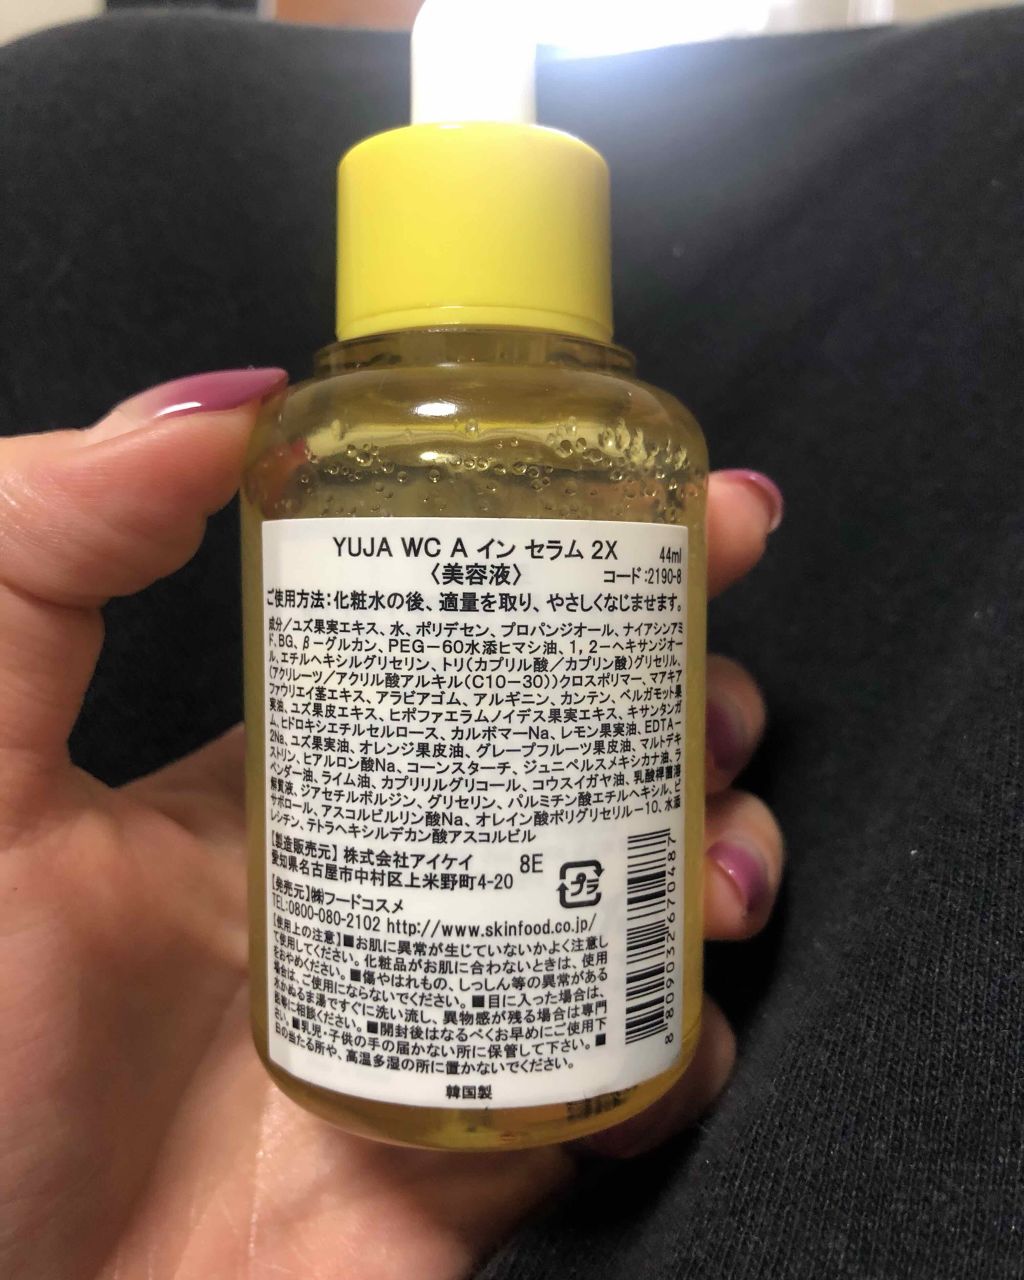 YUJA WC A イン セラム 2X 44ml
〈美容液〉 コード:2190-8
ご使用方法:化粧水の後、適量を取り、やさしくなじませます。
成分/ユズ果実エキス、水、ポリデセン、プロパンジオール、ナイアシンアミ
ド、BG、β-グルカン、PEG-60水添ヒマシ油、1,2-ヘキサンジオー
ル、エチルヘキシルグリセリン、トリ(カプリル酸/カプリン酸)グリセリル、
(アクリレーツ/アクリル酸アルキル(C10-30))クロスポリマー、マアキア
ファウリエイ茎エキス、アラビアゴム、アルギニン、カンテン、ベルガモット果
実油、ユズ果皮エキス、ヒポファエラムノイデス果実エキス、キサンタンガ
ム、ヒドロキシエチルセルロース、カルボマーNa、レモン果実油、EDTA-
2Na、ユズ果実油、オレンジ果皮油、グレープフルーツ果皮油、マルトデキ
ストリン、ヒアルロン酸Na、コーンスターチ、ジュニペルスメキシカナ油、ラ
ベンダー油、ライム油、カプリリルグリコール、コウスイガヤ油、乳酸桿菌溶
解質液、ジアセチルボルジン、グリセリン、パルミチン酸エチルヘキシル、ビ
サボロール、アスコルビルリン酸Na、オレイン酸ポリグリセリル-10、水添
レシチン、テトラヘキシルデカン酸アスコルビル
【製造販売元】株式会社アイケイ 8E
愛知県名古屋市中村区上米野町4-20
プラ
【発売元】㈱フードコスメ
TEL:0800-080-2102 http://www.skinfood.co.jp/
【使用上の注意】■お肌に異常が生じていないかよく注意し
て使用してください。化粧品がお肌に合わないときは、使用
をおやめください。■傷やはれもの、しっしん等の異常がある
場合は、ご使用にならないでください。■目に入った場合は、
水かぬるま湯ですぐに洗い流し、異物感が残る場合は専門
医等に相談ください。■開封後はなるべくお早めにご使用下
さい。■乳児・子供の手の届かない所に保管して下さい。■
日の当たる所や、高温多湿の所に置かないでください。
韓国製
8809032670487